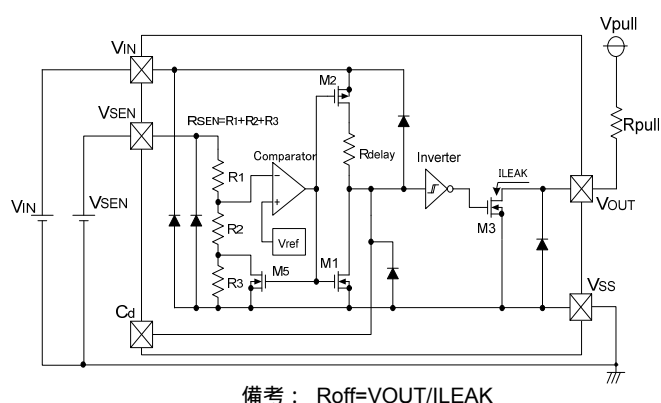 Vpull
VIN
M2
VSEN
RSEN=R1+R2+R3
Rpull
Comparator
Rdelay
Inverter
R1
ILEAK
−
+
VIN
VSEN
VOUT
R2
Vref
M3
M5
M1
R3
VSS
Cd
備考： Roff=VOUT/ILEAK